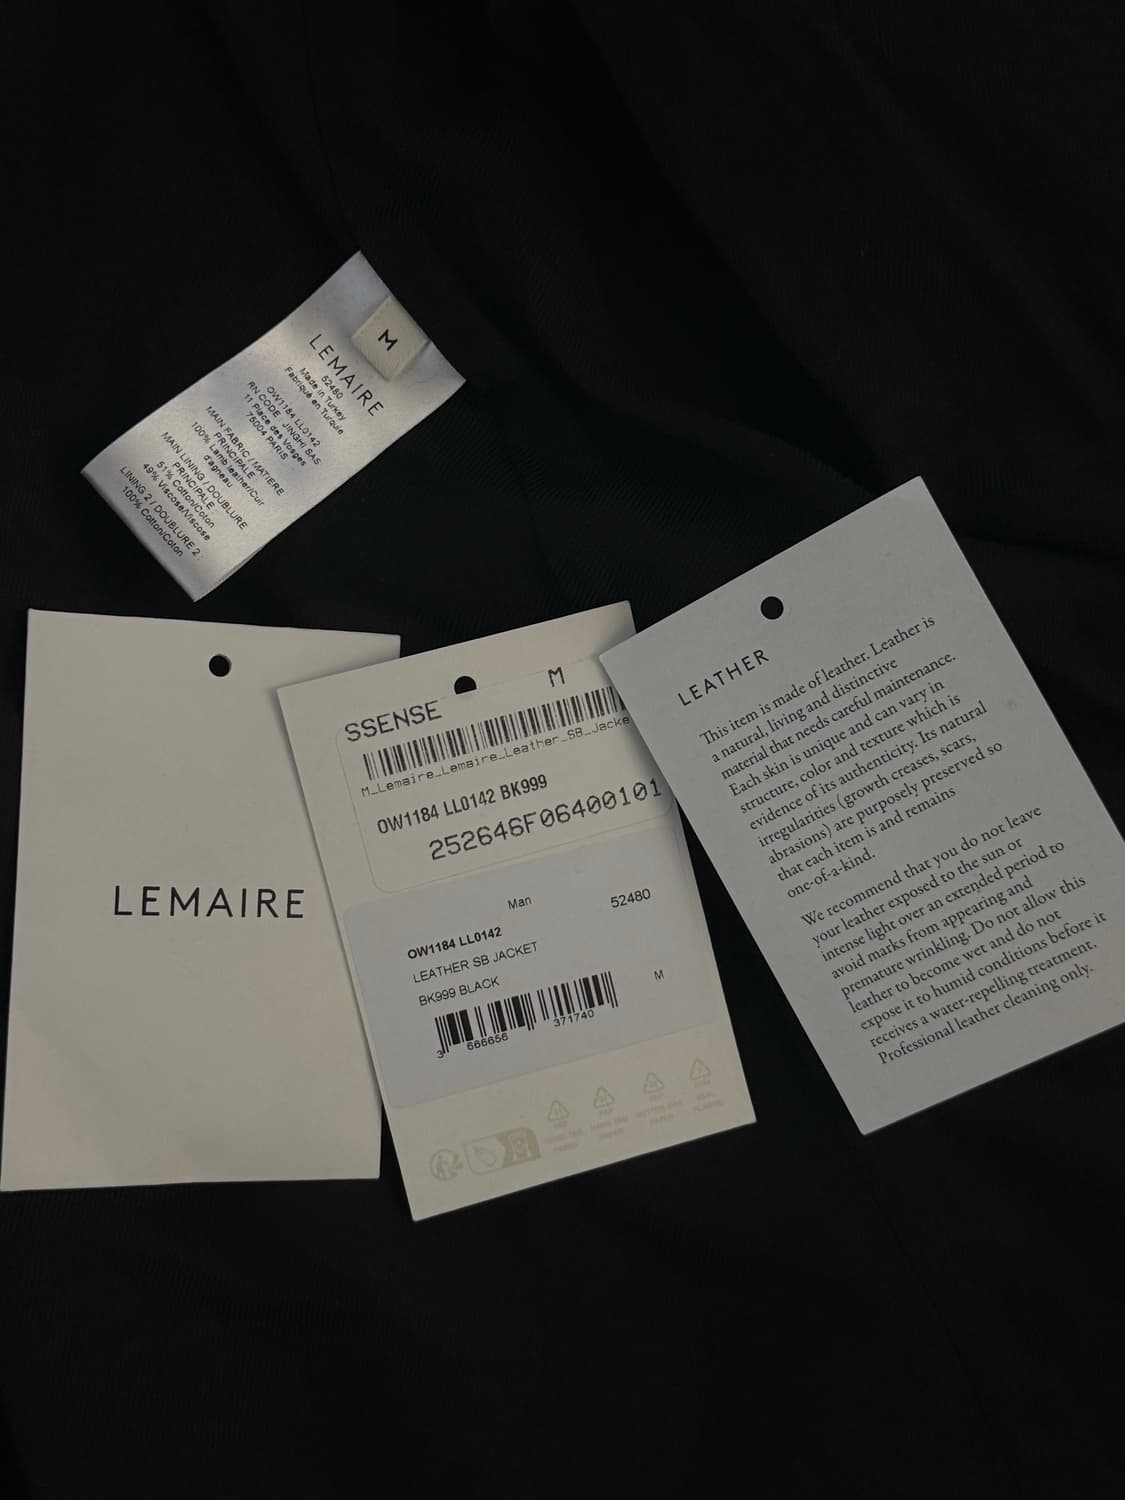 M
LEMAIRE
52480
Made in Turkey
Fabriqué en Turquie
OW1184 LL0142
RN CODE JINGHI SAS
11 Place des Vosges
75004 PARIS
MAIN FABRIC / MATIERE
PRINCIPALE :
100% Lamb leather/Cuir
d'agneau
MAIN LINING / DOUBLURE
PRINCIPALE :
51% Cotton/Coton
49% Viscose/Viscose
LINING 2 / DOUBLURE 2 :
100% Cotton/Coton
LEMAIRE
SSENSE M
M_Lemaire_Lemaire_Leather_SB_Jacke
OW1184 LL0142 BK999
252646F06400101
Man 52480
OW1184 LL0142
LEATHER SB JACKET
BK999 BLACK
M
3 666656 371740
LEATHER
This item is made of leather. Leather is
a natural, living and distinctive
material that needs careful maintenance.
Each skin is unique and can vary in
structure, color and texture which is
evidence of its authenticity. Its natural
irregularities (growth creases, scars,
abrasions) are purposely preserved so
that each item is and remains
one-of-a-kind.
We recommend that you do not leave
your leather exposed to the sun or
intense light over an extended period to
avoid marks from appearing and
premature wrinkling. Do not allow this
leather to become wet and do not
expose it to humid conditions before it
receives a water-repelling treatment.
Professional leather cleaning only.